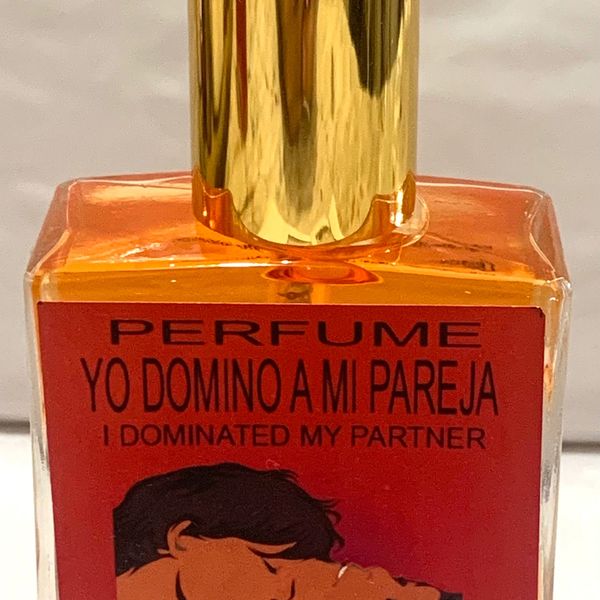 PERFUME
YO DOMINO A MI PAREJA
I DOMINATED MY PARTNER